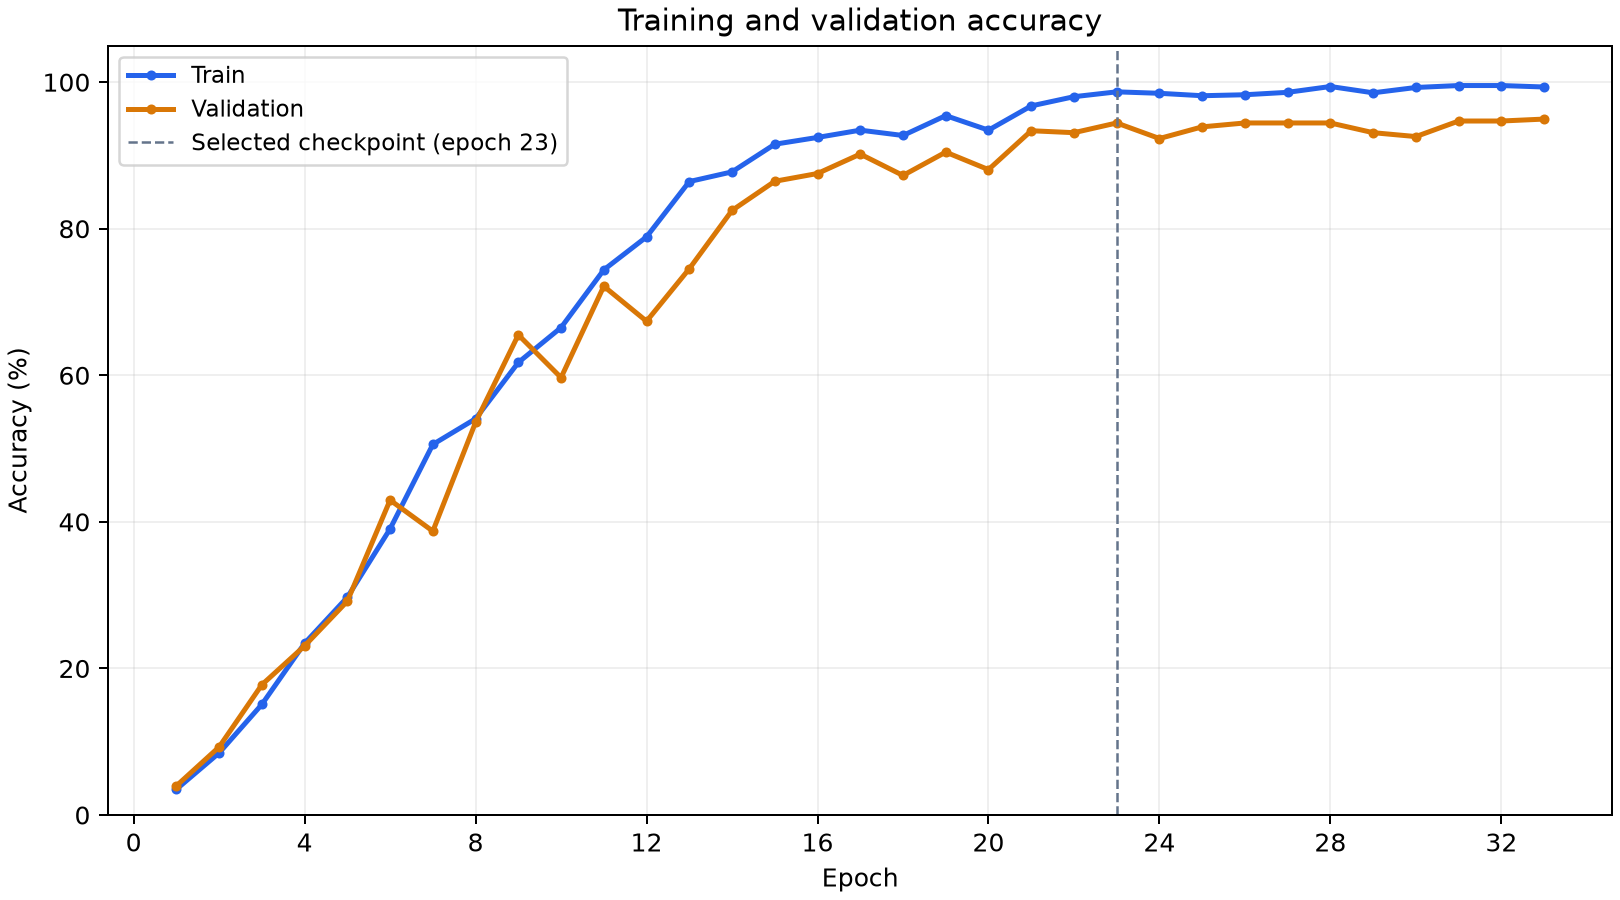 Training and validation accuracy
Train
Validation
Selected checkpoint (epoch 23)
100
80
60
40
20
0
Accuracy (%)
0 4 8 12 16 20 24 28 32
Epoch